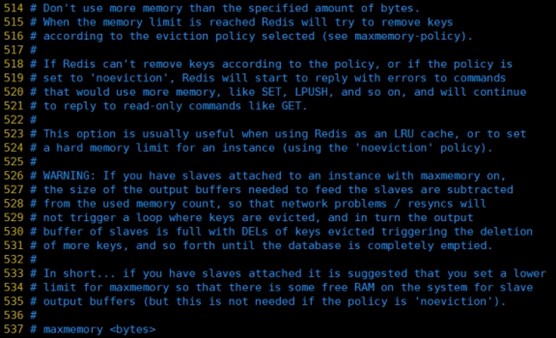 514 # Don't use more memory than the specified amount of bytes.
515 # When the memory limit is reached Redis will try to remove keys
516 # according to the eviction policy selected (see maxmemory-policy).
517 #
518 # If Redis can't remove keys according to the policy, or if the policy is
519 # set to 'noeviction', Redis will start to reply with errors to commands
520 # that would use more memory, like SET, LPUSH, and so on, and will continue
521 # to reply to read-only commands like GET.
522 #
523 # This option is usually useful when using Redis as an LRU cache, or to set
524 # a hard memory limit for an instance (using the 'noeviction' policy).
525 #
526 # WARNING: If you have slaves attached to an instance with maxmemory on,
527 # the size of the output buffers needed to feed the slaves are subtracted
528 # from the used memory count, so that network problems / resyncs will
529 # not trigger a loop where keys are evicted, and in turn the output
530 # buffer of slaves is full with DELs of keys evicted triggering the deletion
531 # of more keys, and so forth until the database is completely emptied.
532 #
533 # In short... if you have slaves attached it is suggested that you set a lower
534 # limit for maxmemory so that there is some free RAM on the system for slave
535 # output buffers (but this is not needed if the policy is 'noeviction').
536 #
537 # maxmemory <bytes>